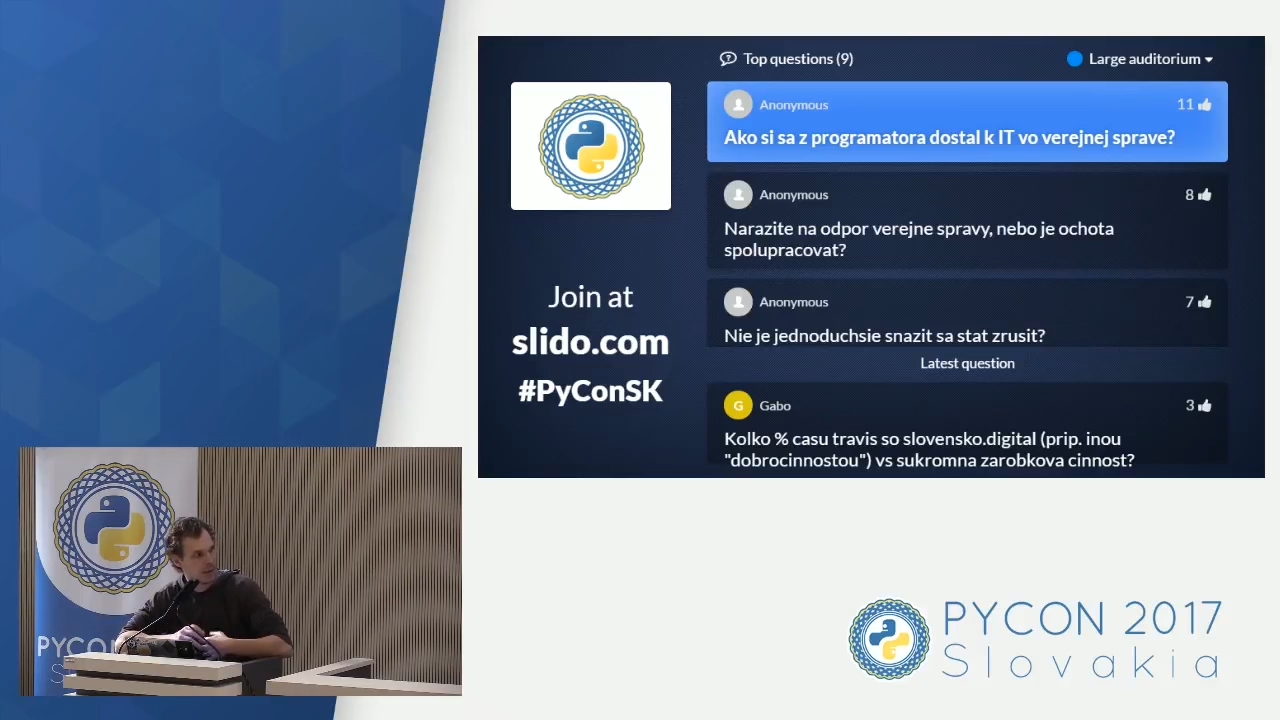 Top questions (9)
Large auditorium
Anonymous
11
Ako si sa z programatora dostal k IT vo verejnej sprave?
Anonymous
8
Narazite na odpor verejne spravy, nebo je ochota
spolupracovat?
Anonymous
7
Nie je jednoduchsie snazit sa stat zrusit?
Latest question
G
Gabo
3
Kolko % casu travis so slovensko.digital (prip. inou
"dobrocinnostou") vs sukromna zarobkova cinnost?
Join at
slido.com
#PyConSK
PYCO
S
PYCON 2017
Slovakia